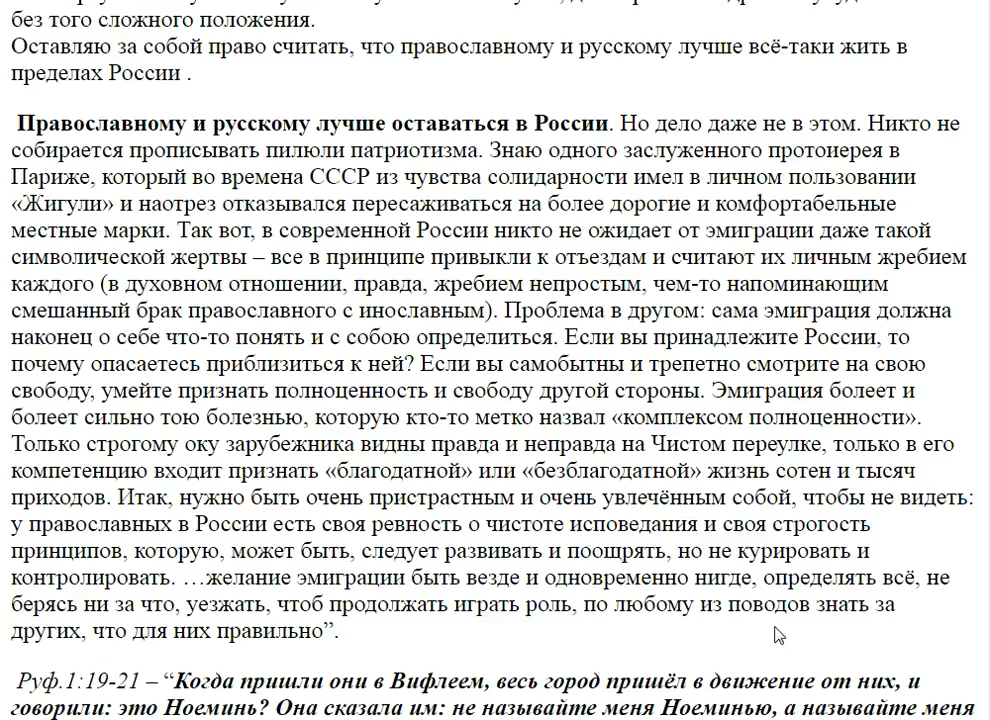 без того сложного положения.
Оставляю за собой право считать, что православному и русскому лучше всё-таки жить в
пределах России .
Православному и русскому лучше оставаться в России. Но дело даже не в этом. Никто не
собирается прописывать пилюли патриотизма. Знаю одного заслуженного протоиерея в
Париже, который во времена СССР из чувства солидарности имел в личном пользовании
«Жигули» и наотрез отказывался пересаживаться на более дорогие и комфортабельные
местные марки. Так вот, в современной России никто не ожидает от эмиграции даже такой
символической жертвы – все в принципе привыкли к отъездам и считают их личным жребием
каждого (в духовном отношении, правда, жребием непростым, чем-то напоминающим
смешанный брак православного с инославным). Проблема в другом: сама эмиграция должна
наконец о себе что-то понять и с собою определиться. Если вы принадлежите России, то
почему опасаетесь приблизиться к ней? Если вы самобытны и трепетно смотрите на свою
свободу, умейте признать полноценность и свободу другой стороны. Эмиграция болеет и
болеет сильно тою болезнью, которую кто-то метко назвал «комплексом полноценности».
Только строгому оку зарубежника видны правда и неправда на Чистом переулке, только в его
компетенцию входит признать «благодатной» или «безблагодатной» жизнь сотен и тысяч
приходов. Итак, нужно быть очень пристрастным и очень увлечённым собой, чтобы не видеть:
у православных в России есть своя ревность о чистоте исповедания и своя строгость
принципов, которую, может быть, следует развивать и поощрять, но не курировать и
контролировать. …желание эмиграции быть везде и одновременно нигде, определять всё, не
берясь ни за что, уезжать, чтоб продолжать играть роль, по любому из поводов знать за
других, что для них правильно”.
Руф.1:19-21 – “Когда пришли они в Вифлеем, весь город пришёл в движение от них, и
говорили: это Ноеминь? Она сказала им: не называйте меня Ноеминью, а называйте меня